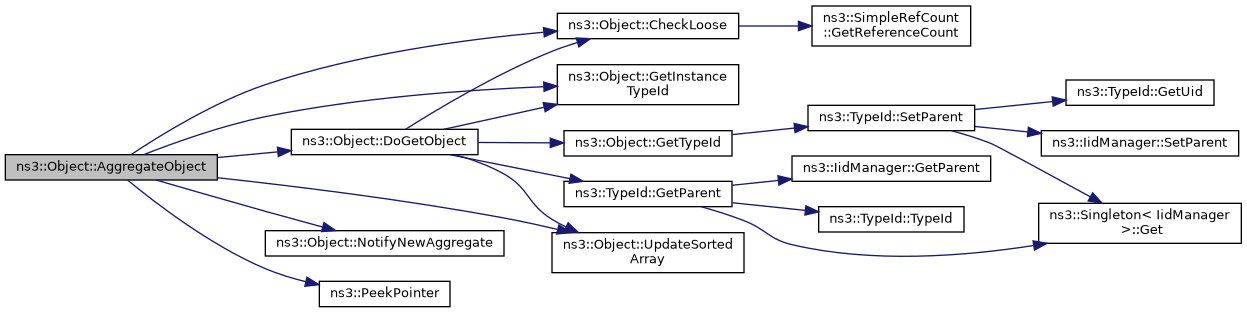 ns3::Object::AggregateObject
ns3::Object::DoGetObject
ns3::Object::NotifyNewAggregate
ns3::PeekPointer
ns3::Object::CheckLoose
ns3::Object::GetInstance
TypeId
ns3::Object::GetTypeId
ns3::TypeId::GetParent
ns3::Object::UpdateSorted
Array
ns3::SimpleRefCount
::GetReferenceCount
ns3::TypeId::SetParent
ns3::IidManager::GetParent
ns3::TypeId::TypeId
ns3::TypeId::GetUid
ns3::IidManager::SetParent
ns3::Singleton< IidManager
>::Get